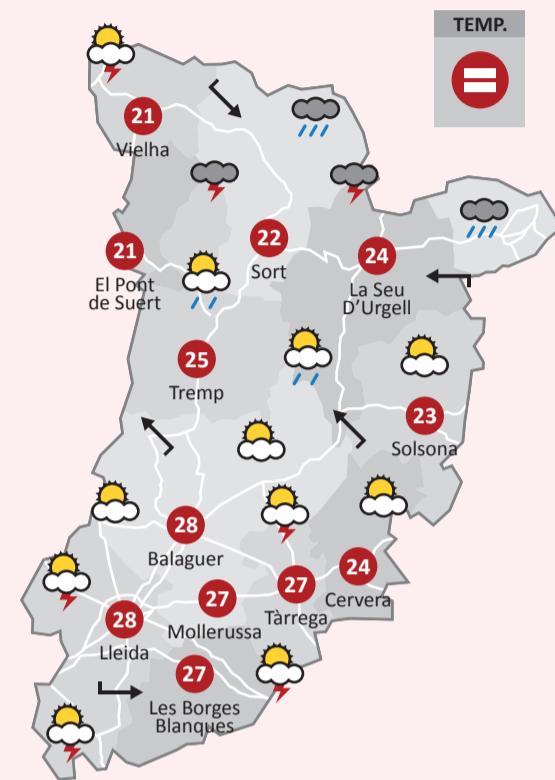 TEMP.
21
Vielha
21
El Pont
de Suert
22
Sort
24
La Seu
D'Urgell
25
Tremp
23
Solsona
28
Balaguer
27
Mollerussa
27
Tàrrega
24
Cervera
28
Lleida
27
Les Borges
Blanques